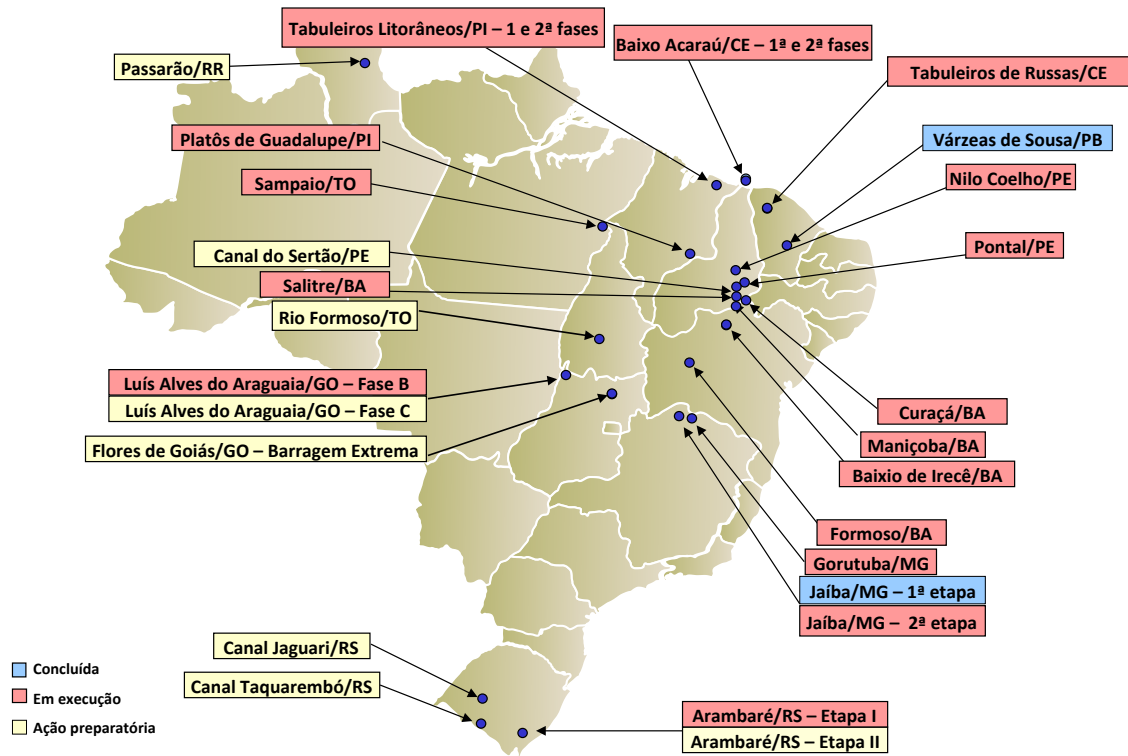 Tabuleiros Litorâneos/PI – 1 e 2ª fases
Baixo Acaraú/CE – 1ª e 2ª fases
Passarão/RR
Tabuleiros de Russas/CE
Platôs de Guadalupe/PI
Várzeas de Sousa/PB
Sampaio/TO
Nilo Coelho/PE
Canal do Sertão/PE
Pontal/PE
Salitre/BA
Rio Formoso/TO
Luís Alves do Araguaia/GO – Fase B
Luís Alves do Araguaia/GO – Fase C
Curaçá/BA
Flores de Goiás/GO – Barragem Extrema
Maniçoba/BA
Baixio de Irecê/BA
Formoso/BA
Gorutuba/MG
Jaíba/MG – 1ª etapa
Jaíba/MG – 2ª etapa
Canal Jaguari/RS
Canal Taquarembó/RS
Concluída
Em execução
Ação preparatória
Arambaré/RS – Etapa I
Arambaré/RS – Etapa II